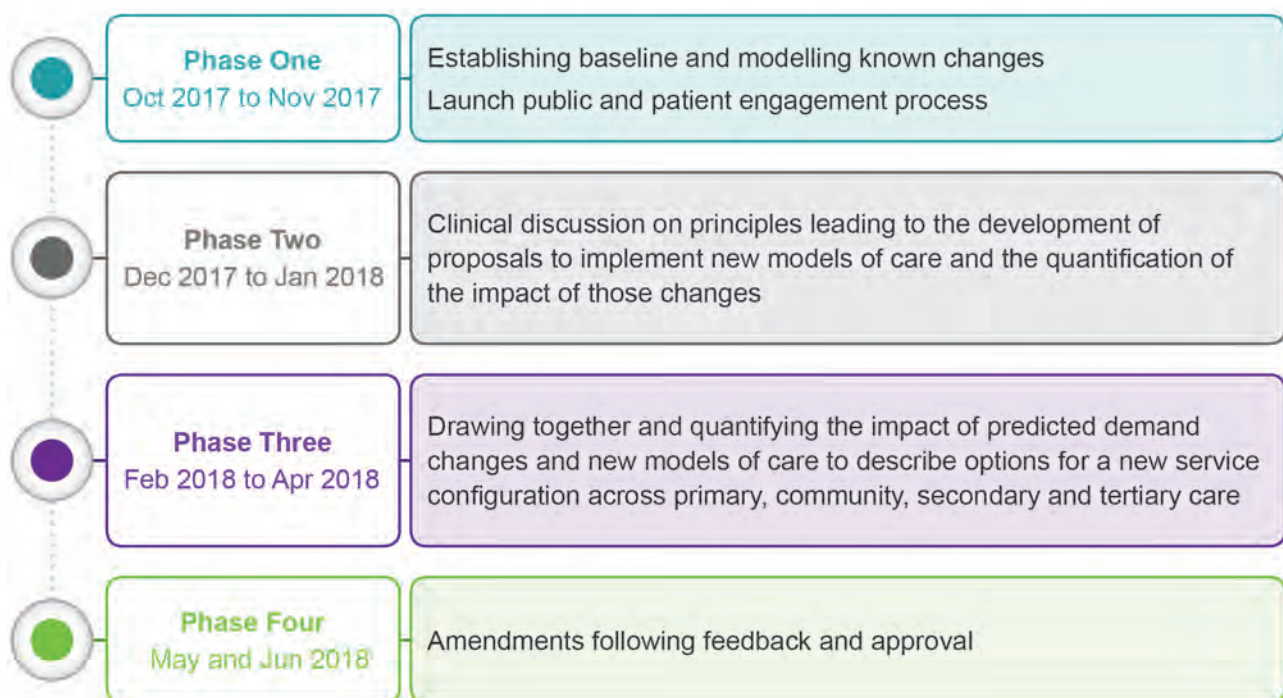 Phase One
Oct 2017 to Nov 2017
Establishing baseline and modelling known changes
Launch public and patient engagement process
Phase Two
Dec 2017 to Jan 2018
Clinical discussion on principles leading to the development of
proposals to implement new models of care and the quantification of
the impact of those changes
Phase Three
Feb 2018 to Apr 2018
Drawing together and quantifying the impact of predicted demand
changes and new models of care to describe options for a new service
configuration across primary, community, secondary and tertiary care
Phase Four
May and Jun 2018
Amendments following feedback and approval